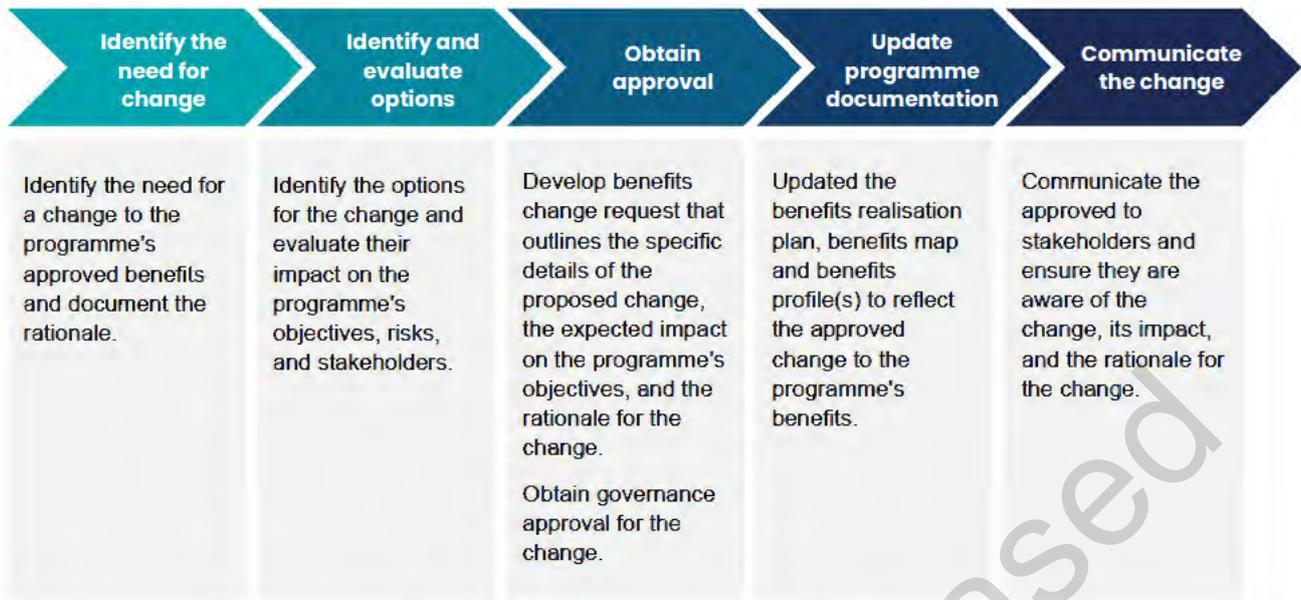 Identify the
need for
change
Identify and
evaluate
options
Obtain
approval
Update
programme
documentation
Communicate
the change
Identify the need for
a change to the
programme's
approved benefits
and document the
rationale.
Identify the options
for the change and
evaluate their
impact on the
programme's
objectives, risks,
and stakeholders.
Develop benefits
change request that
outlines the specific
details of the
proposed change,
the expected impact
on the programme's
objectives, and the
rationale for the
change.
Obtain governance
approval for the
change.
Updated the
benefits realisation
plan, benefits map
and benefits
profile(s) to reflect
the approved
change to the
programme's
benefits.
Communicate the
approved to
stakeholders and
ensure they are
aware of the
change, its impact,
and the rationale for
the change.